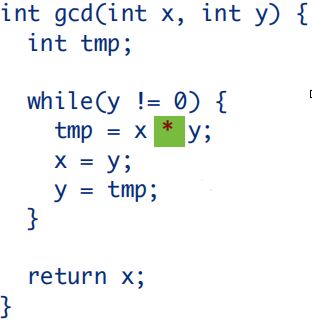 int gcd(int x, int y) {
int tmp;
while(y != 0) {
tmp = x * y;
x = y;
y = tmp;
}
return x;
}